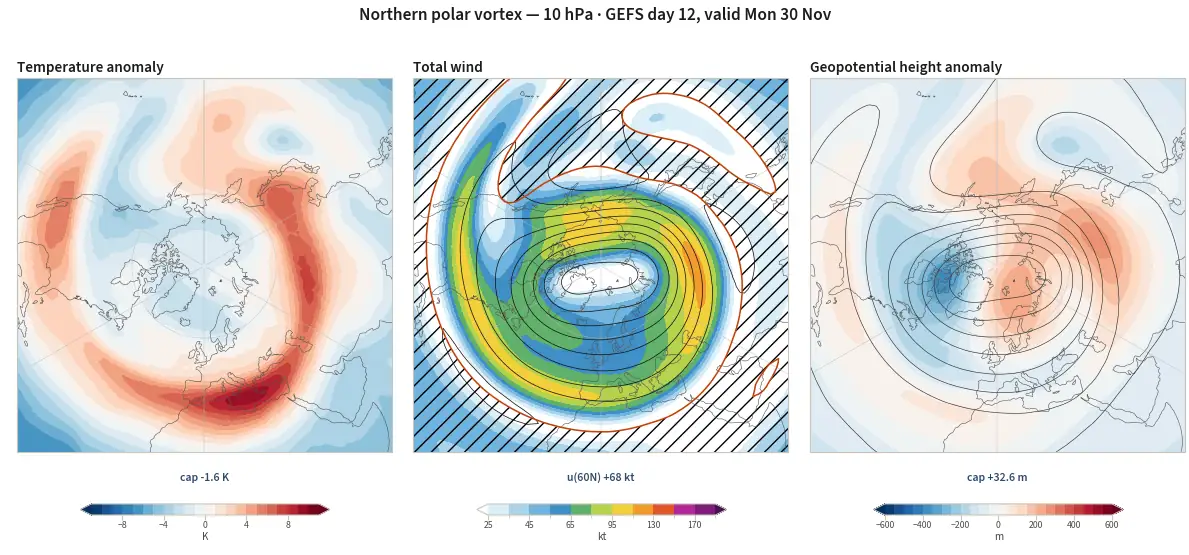 Northern polar vortex — 10 hPa · GEFS day 12, valid Mon 30 Nov
Temperature anomaly
Total wind
Geopotential height anomaly
cap -1.6 K
u(60N) +68 kt
cap +32.6 m
−8 −4 0 4 8
K
25 45 65 95 130 170
kt
−600 −400 −200 0 200 400 600
m